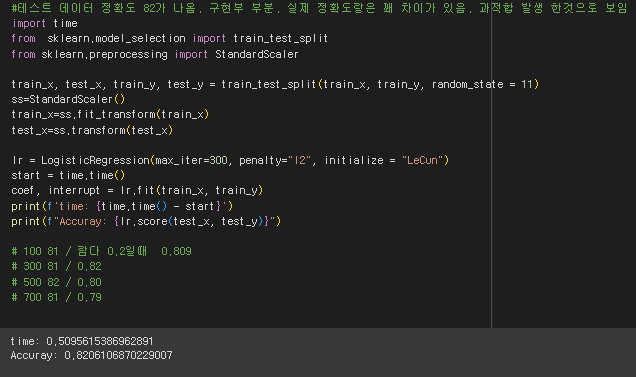 #테스트 데이터 정확도 82가 나옴. 구현부 부분. 실제 정확도랑은 꽤 차이가 있음. 과적합 발생 한것으로 보임
import time
from  sklearn.model_selection import train_test_split
from sklearn.preprocessing import StandardScaler
train_x, test_x, train_y, test_y = train_test_split(train_x, train_y, random_state = 11)
ss=StandardScaler()
train_x=ss.fit_transform(train_x)
test_x=ss.transform(test_x)
lr = LogisticRegression(max_iter=300, penalty="l2", initialize = "LeCun")
start = time.time()
coef, interrupt = lr.fit(train_x, train_y)
print(f'time: {time.time() - start}')
print(f"Accuray: {lr.score(test_x, test_y)}")
# 100 81 / 람다 0.2일때  0.809
# 300 81 / 0.82
# 500 82 / 0.80
# 700 81 / 0.79
time: 0.5095615386962891
Accuray: 0.8206106870229007